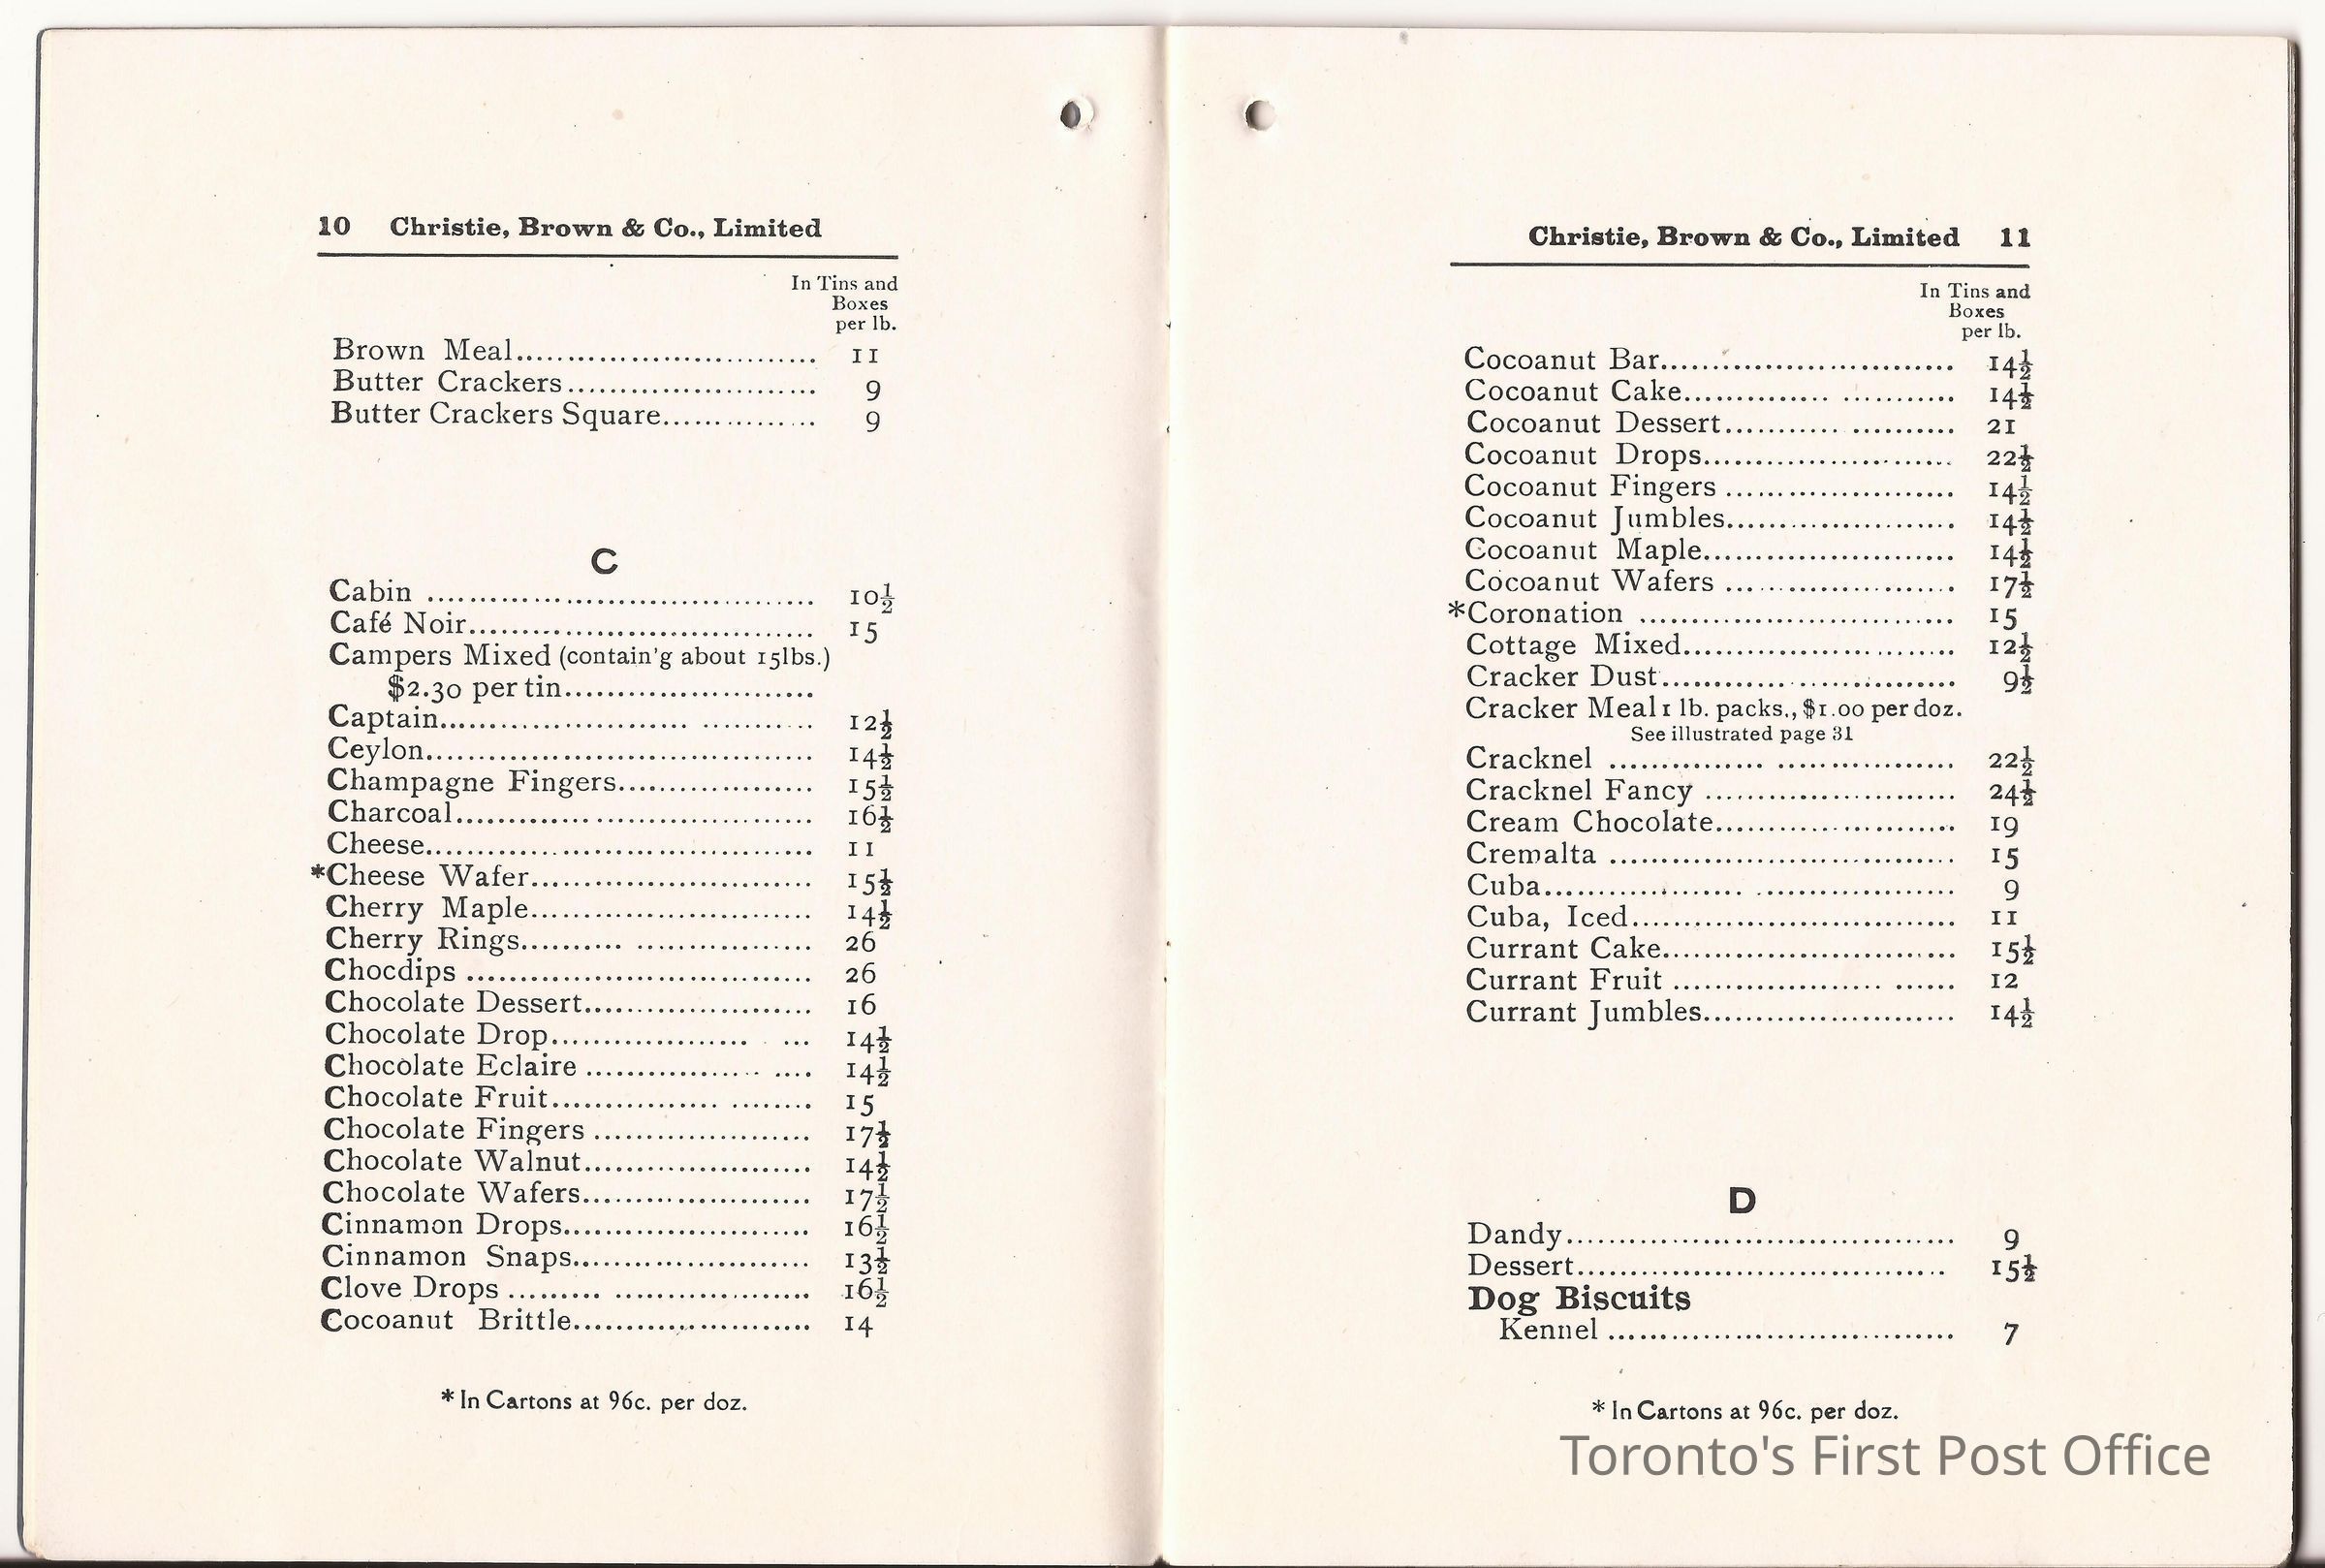 10 Christie, Brown & Co., Limited
In Tins and
Boxes
per lb.
Brown Meal............................. 11
Butter Crackers........................ 9
Butter Crackers Square............... 9
C
Cabin ..................................... 10½
Café Noir................................. 15
Campers Mixed (contain'g about 15lbs.)
$2.30 per tin........................
Captain................................... 12½
Ceylon..................................... 14½
Champagne Fingers................... 15½
Charcoal.................................. 16½
Cheese..................................... 11
*Cheese Wafer........................... 15½
Cherry Maple........................... 14½
Cherry Rings........................... 26
Chocdips ................................. 26
Chocolate Dessert...................... 16
Chocolate Drop......................... 14½
Chocolate Eclaire ...................... 14½
Chocolate Fruit......................... 15
Chocolate Fingers ..................... 17½
Chocolate Walnut...................... 14½
Chocolate Wafers...................... 17½
Cinnamon Drops........................ 16½
Cinnamon Snaps....................... 13½
Clove Drops ............................. 16½
Cocoanut Brittle....................... 14
* In Cartons at 96c. per doz.
Christie, Brown & Co., Limited 11
In Tins and
Boxes
per lb.
Cocoanut Bar............................ 14½
Cocoanut Cake.......................... 14½
Cocoanut Dessert...................... 21
Cocoanut Drops........................ 22½
Cocoanut Fingers ...................... 14½
Cocoanut Jumbles...................... 14½
Cocoanut Maple........................ 14½
Cocoanut Wafers ...................... 17½
*Coronation .............................. 15
Cottage Mixed.......................... 12½
Cracker Dust............................ 9½
Cracker Meal 1 lb. packs., $1.00 per doz.
See illustrated page 31
Cracknel ................................. 22½
Cracknel Fancy ........................ 24½
Cream Chocolate....................... 19
Cremalta ................................. 15
Cuba....................................... 9
Cuba, Iced............................... 11
Currant Cake............................ 15½
Currant Fruit ........................... 12
Currant Jumbles........................ 14½
D
Dandy..................................... 9
Dessert.................................... 15½
Dog Biscuits
Kennel ................................. 7
* In Cartons at 96c. per doz.
Toronto's First Post Office